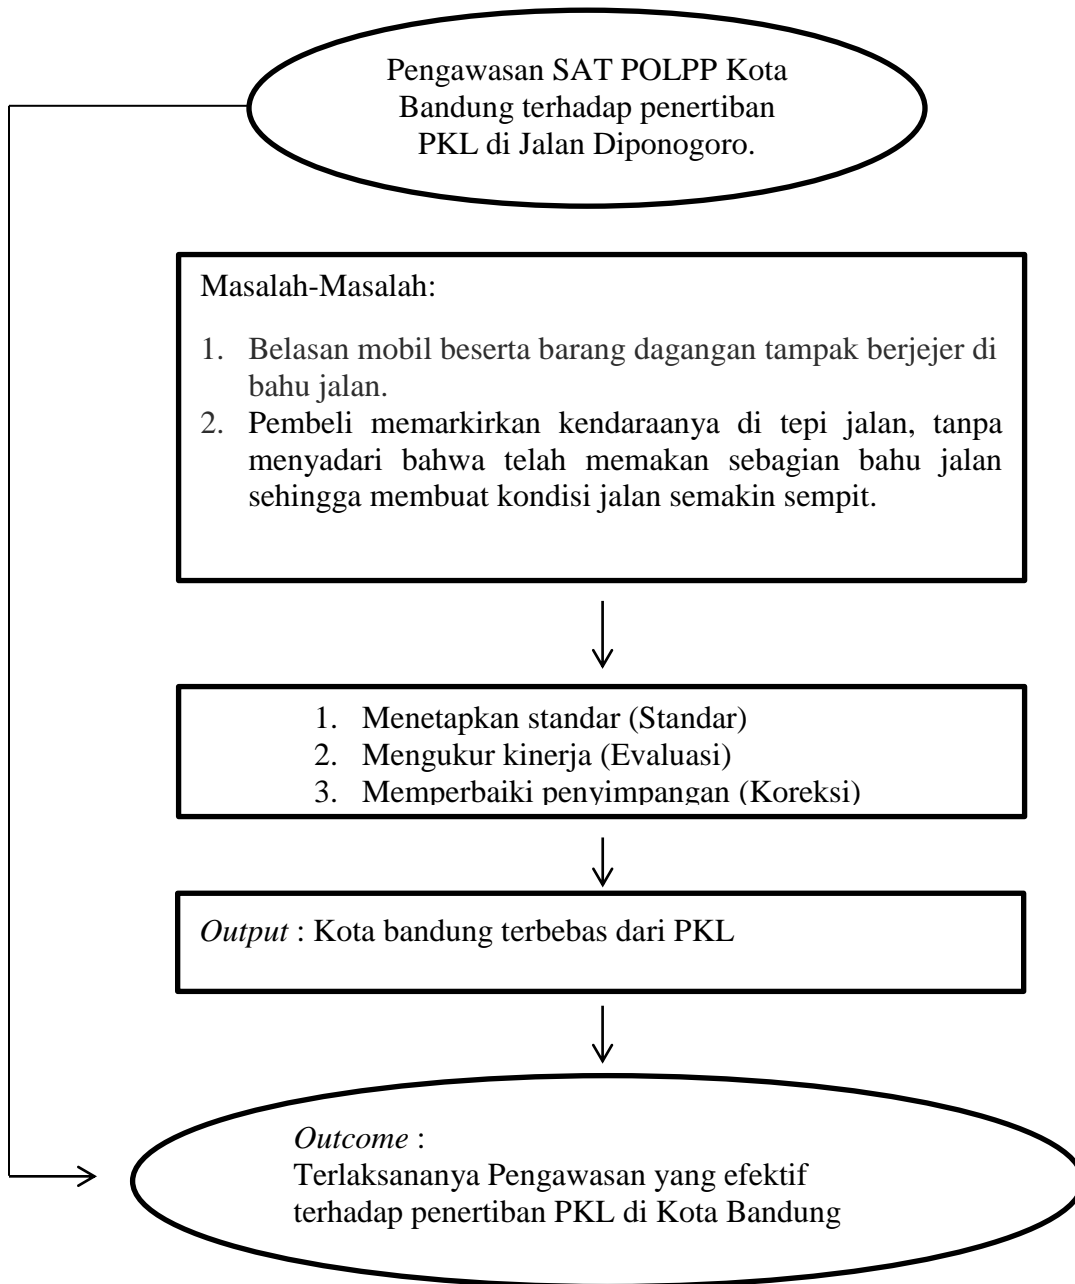 Pengawasan SAT POLPP Kota
Bandung terhadap penertiban
PKL di Jalan Diponogoro.
Masalah-Masalah:
1. Belasan mobil beserta barang dagangan tampak berjejer di
bahu jalan.
2. Pembeli memarkirkan kendaraanya di tepi jalan, tanpa
menyadari bahwa telah memakan sebagian bahu jalan
sehingga membuat kondisi jalan semakin sempit.
1. Menetapkan standar (Standar)
2. Mengukur kinerja (Evaluasi)
3. Memperbaiki penyimpangan (Koreksi)
Output : Kota bandung terbebas dari PKL
Outcome :
Terlaksananya Pengawasan yang efektif
terhadap penertiban PKL di Kota Bandung